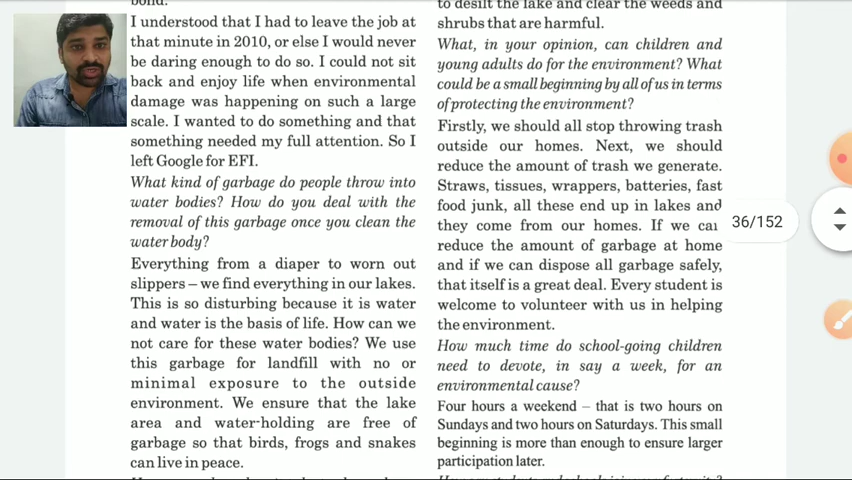 bond.
I understood that I had to leave the job at
that minute in 2010, or else I would never
be daring enough to do so. I could not sit
back and enjoy life when environmental
damage was happening on such a large
scale. I wanted to do something and that
something needed my full attention. So I
left Google for EFI.
What kind of garbage do people throw into
water bodies? How do you deal with the
removal of this garbage once you clean the
water body?
Everything from a diaper to worn out
slippers – we find everything in our lakes.
This is so disturbing because it is water
and water is the basis of life. How can we
not care for these water bodies? We use
this garbage for landfill with no or
minimal exposure to the outside
environment. We ensure that the lake
area and water-holding are free of
garbage so that birds, frogs and snakes
can live in peace.
to desilt the lake and clear the weeds and
shrubs that are harmful.
What, in your opinion, can children and
young adults do for the environment? What
could be a small beginning by all of us in terms
of protecting the environment?
Firstly, we should all stop throwing trash
outside our homes. Next, we should
reduce the amount of trash we generate.
Straws, tissues, wrappers, batteries, fast
food junk, all these end up in lakes and
they come from our homes. If we can
reduce the amount of garbage at home
and if we can dispose all garbage safely,
that itself is a great deal. Every student is
welcome to volunteer with us in helping
the environment.
How much time do school-going children
need to devote, in say a week, for an
environmental cause?
Four hours a weekend – that is two hours on
Sundays and two hours on Saturdays. This small
beginning is more than enough to ensure larger
participation later.
36/152